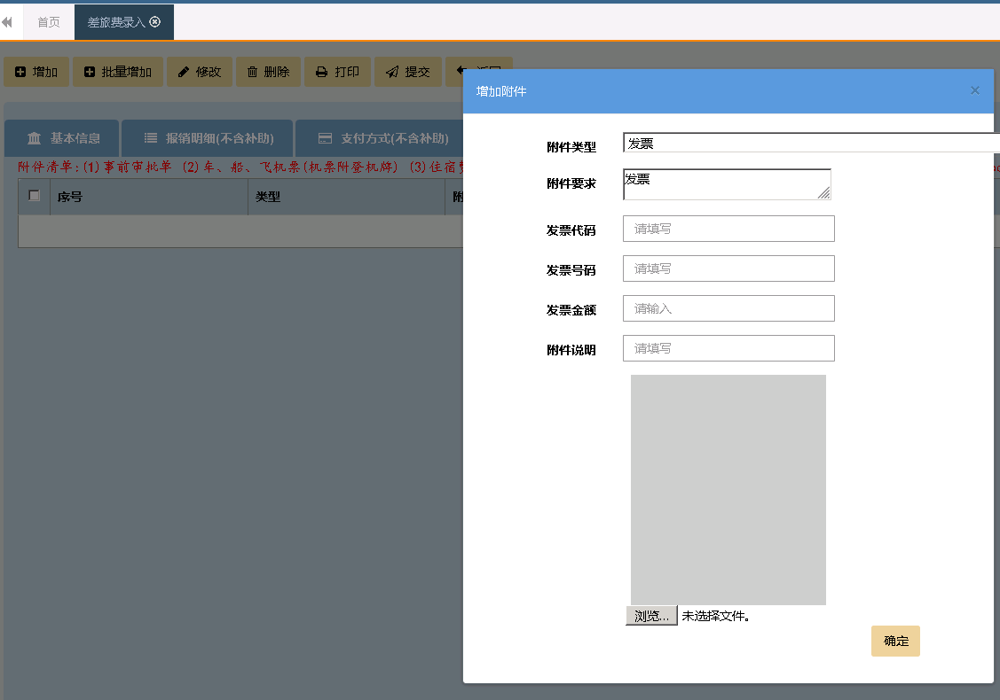 首页 差旅费录入
增加 批量增加 修改 删除 打印 提交
增加附件 ×
基本信息 报销明细(不含补助) 支付方式(不含补助)
附件清单:(1)事前审批单 (2)车、船、飞机票(机票附登机牌) (3)住宿
序号 类型 附
附件类型 发票
附件要求 发票
发票代码 请填写
发票号码 请填写
发票金额 请输入
附件说明 请填写
浏览... 未选择文件。
确定